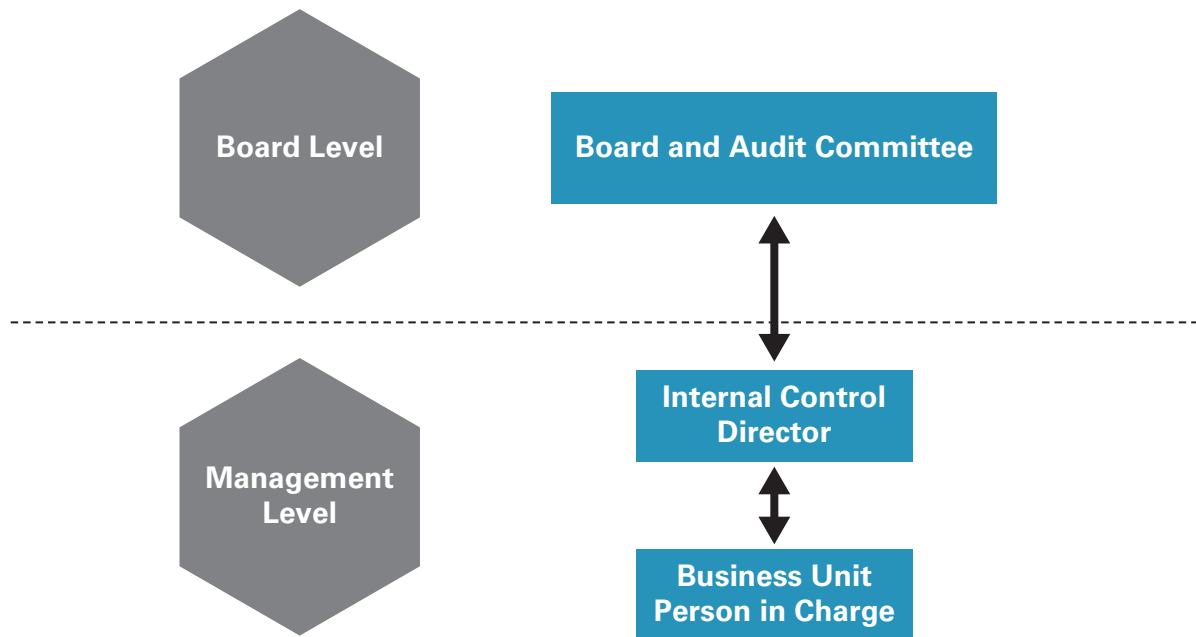 Board Level
Board and Audit Committee
Internal Control
Director
Management
Level
Business Unit
Person in Charge